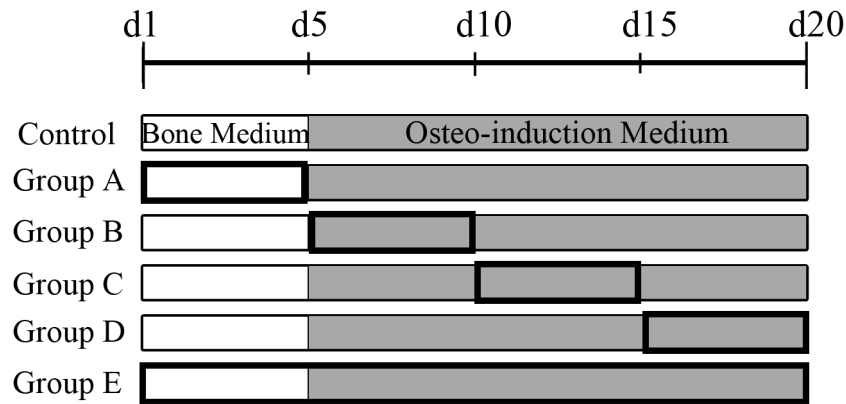 d1 d5 d10 d15 d20
Control Bone Medium Osteo-induction Medium
Group A
Group B
Group C
Group D
Group E